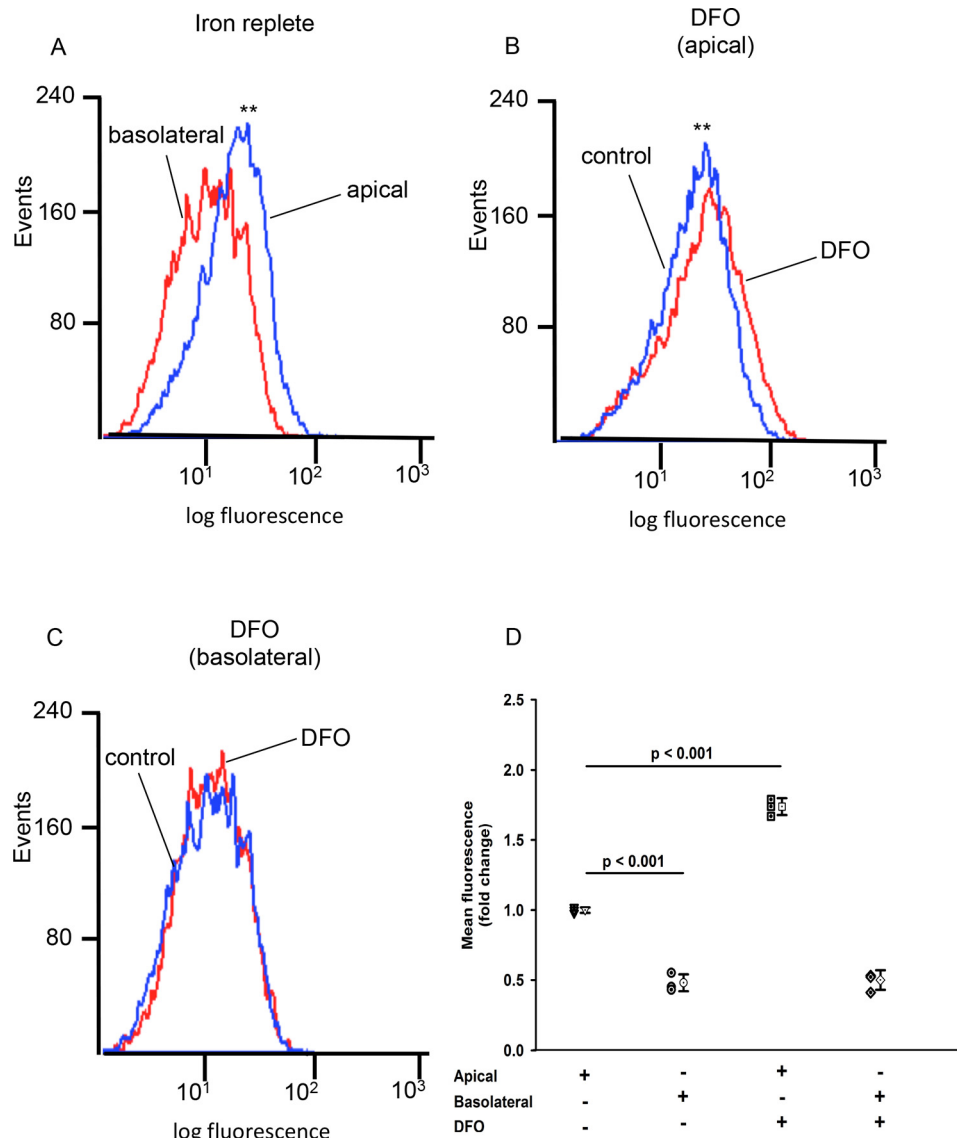 A
Iron replete
240
160
80
Events
basolateral
**
apical
10¹ 10² 10³
log fluorescence
B
DFO
(apical)
240
160
80
Events
control
**
DFO
10¹ 10² 10³
log fluorescence
C
DFO
(basolateral)
240
160
80
Events
control
DFO
10¹ 10² 10³
log fluorescence
D
2.5
2.0
1.5
1.0
0.5
0.0
Mean fluorescence
(fold change)
p < 0.001
p < 0.001
Apical + - + -
Basolateral - + - +
DFO - - + +